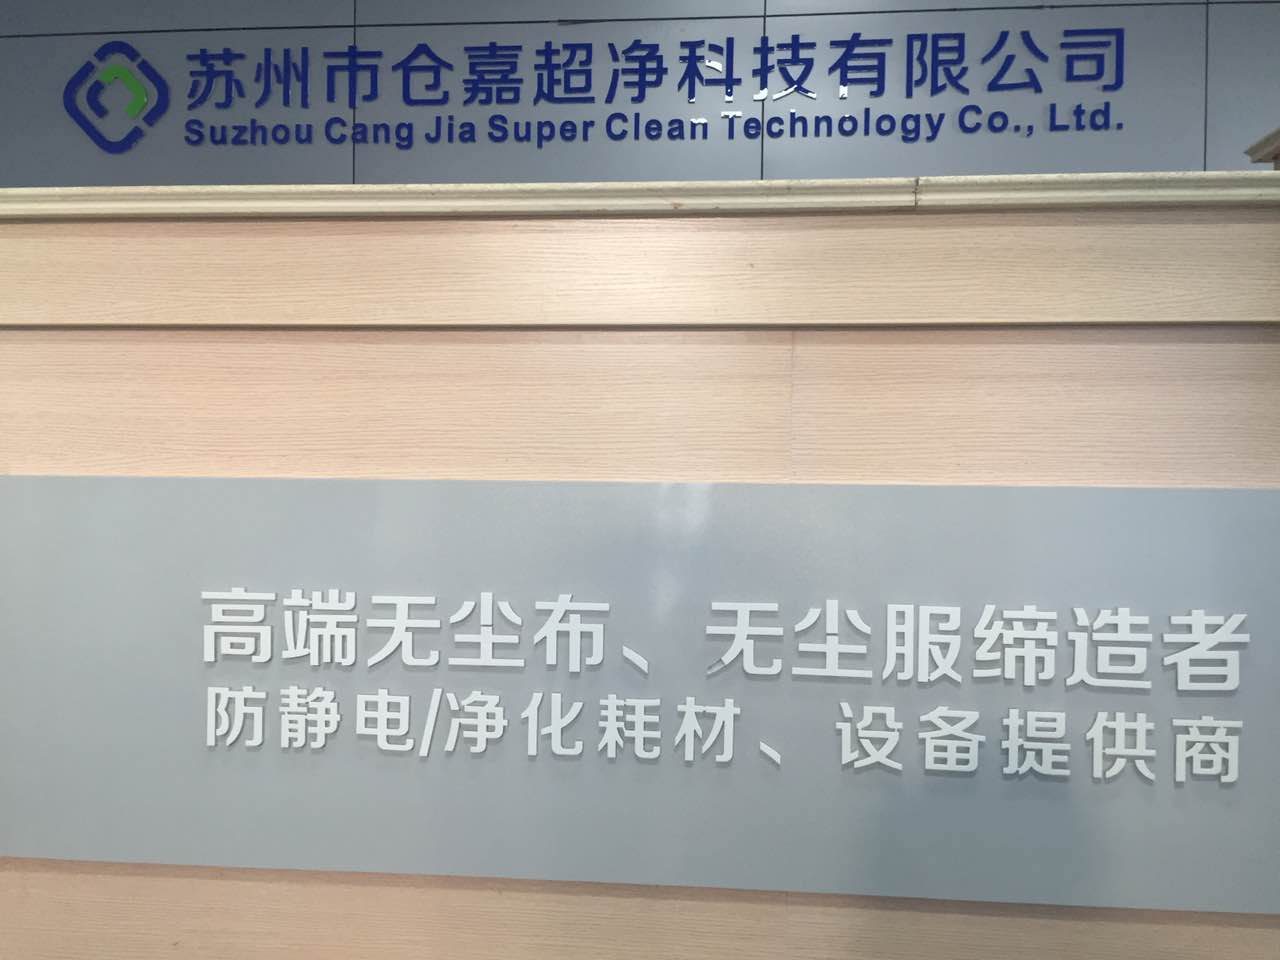 苏州市仓嘉超净科技有限公司
Suzhou Cang Jia Super Clean Technology Co., Ltd.
高端无尘布、无尘服缔造者
防静电/净化耗材、设备提供商